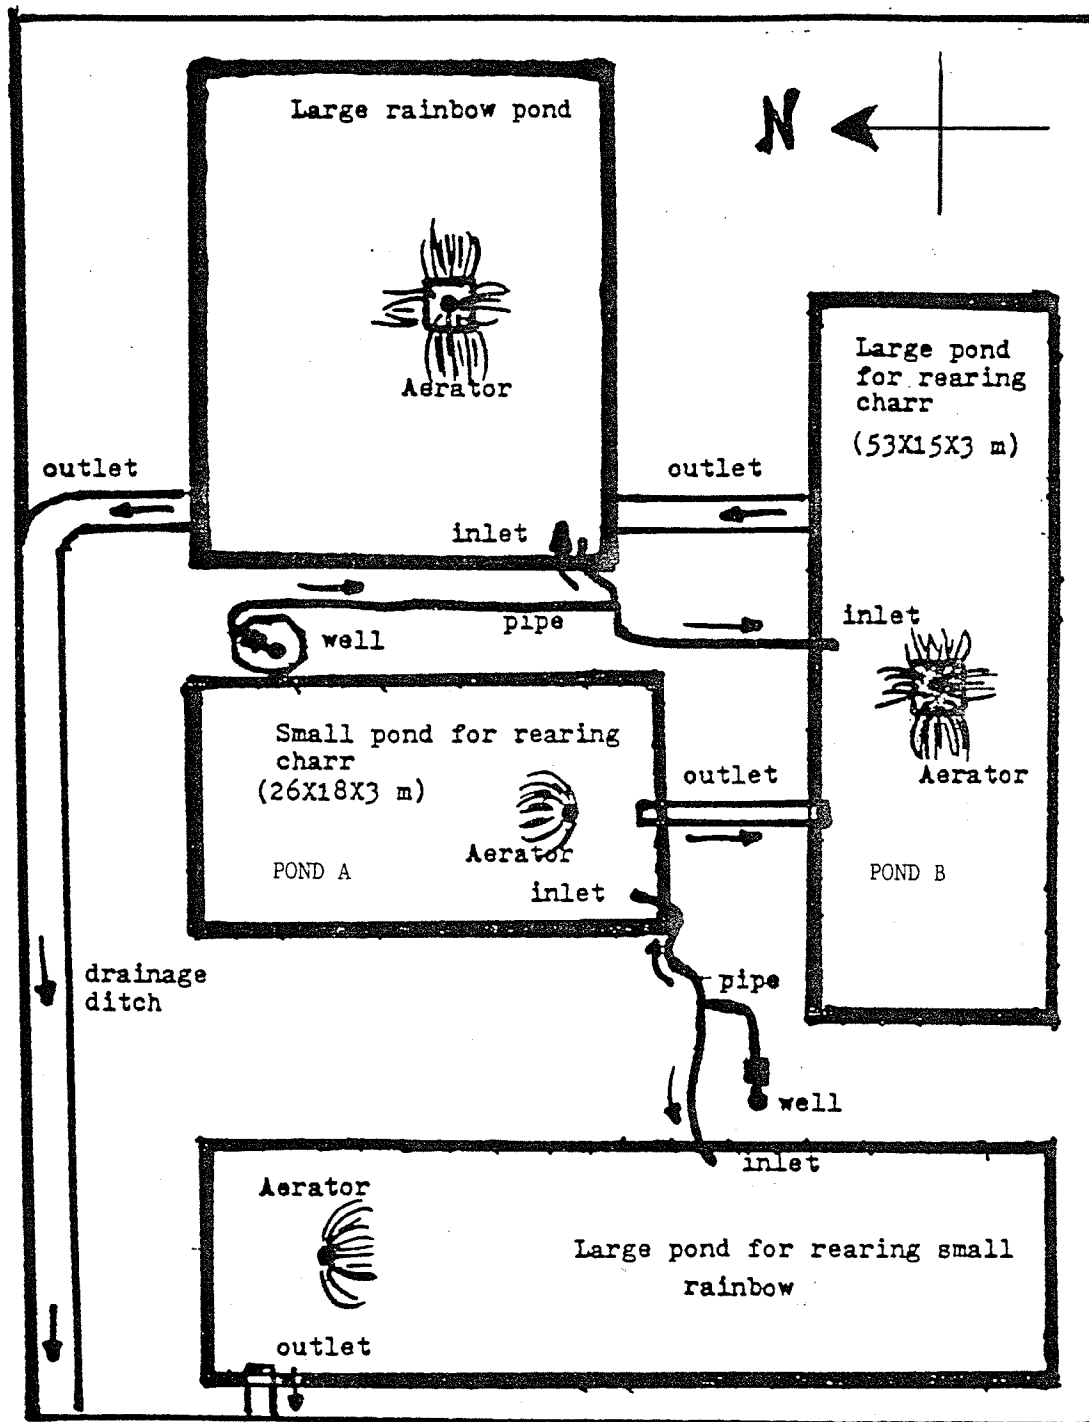 Large rainbow pond
N
Aerator
Large pond
for rearing
charr
(53X15X3 m)
outlet
outlet
inlet
pipe
inlet
well
Small pond for rearing
charr
(26X18X3 m)
outlet
Aerator
Aerator
POND A
inlet
POND B
drainage
ditch
pipe
well
inlet
Aerator
Large pond for rearing small
rainbow
outlet